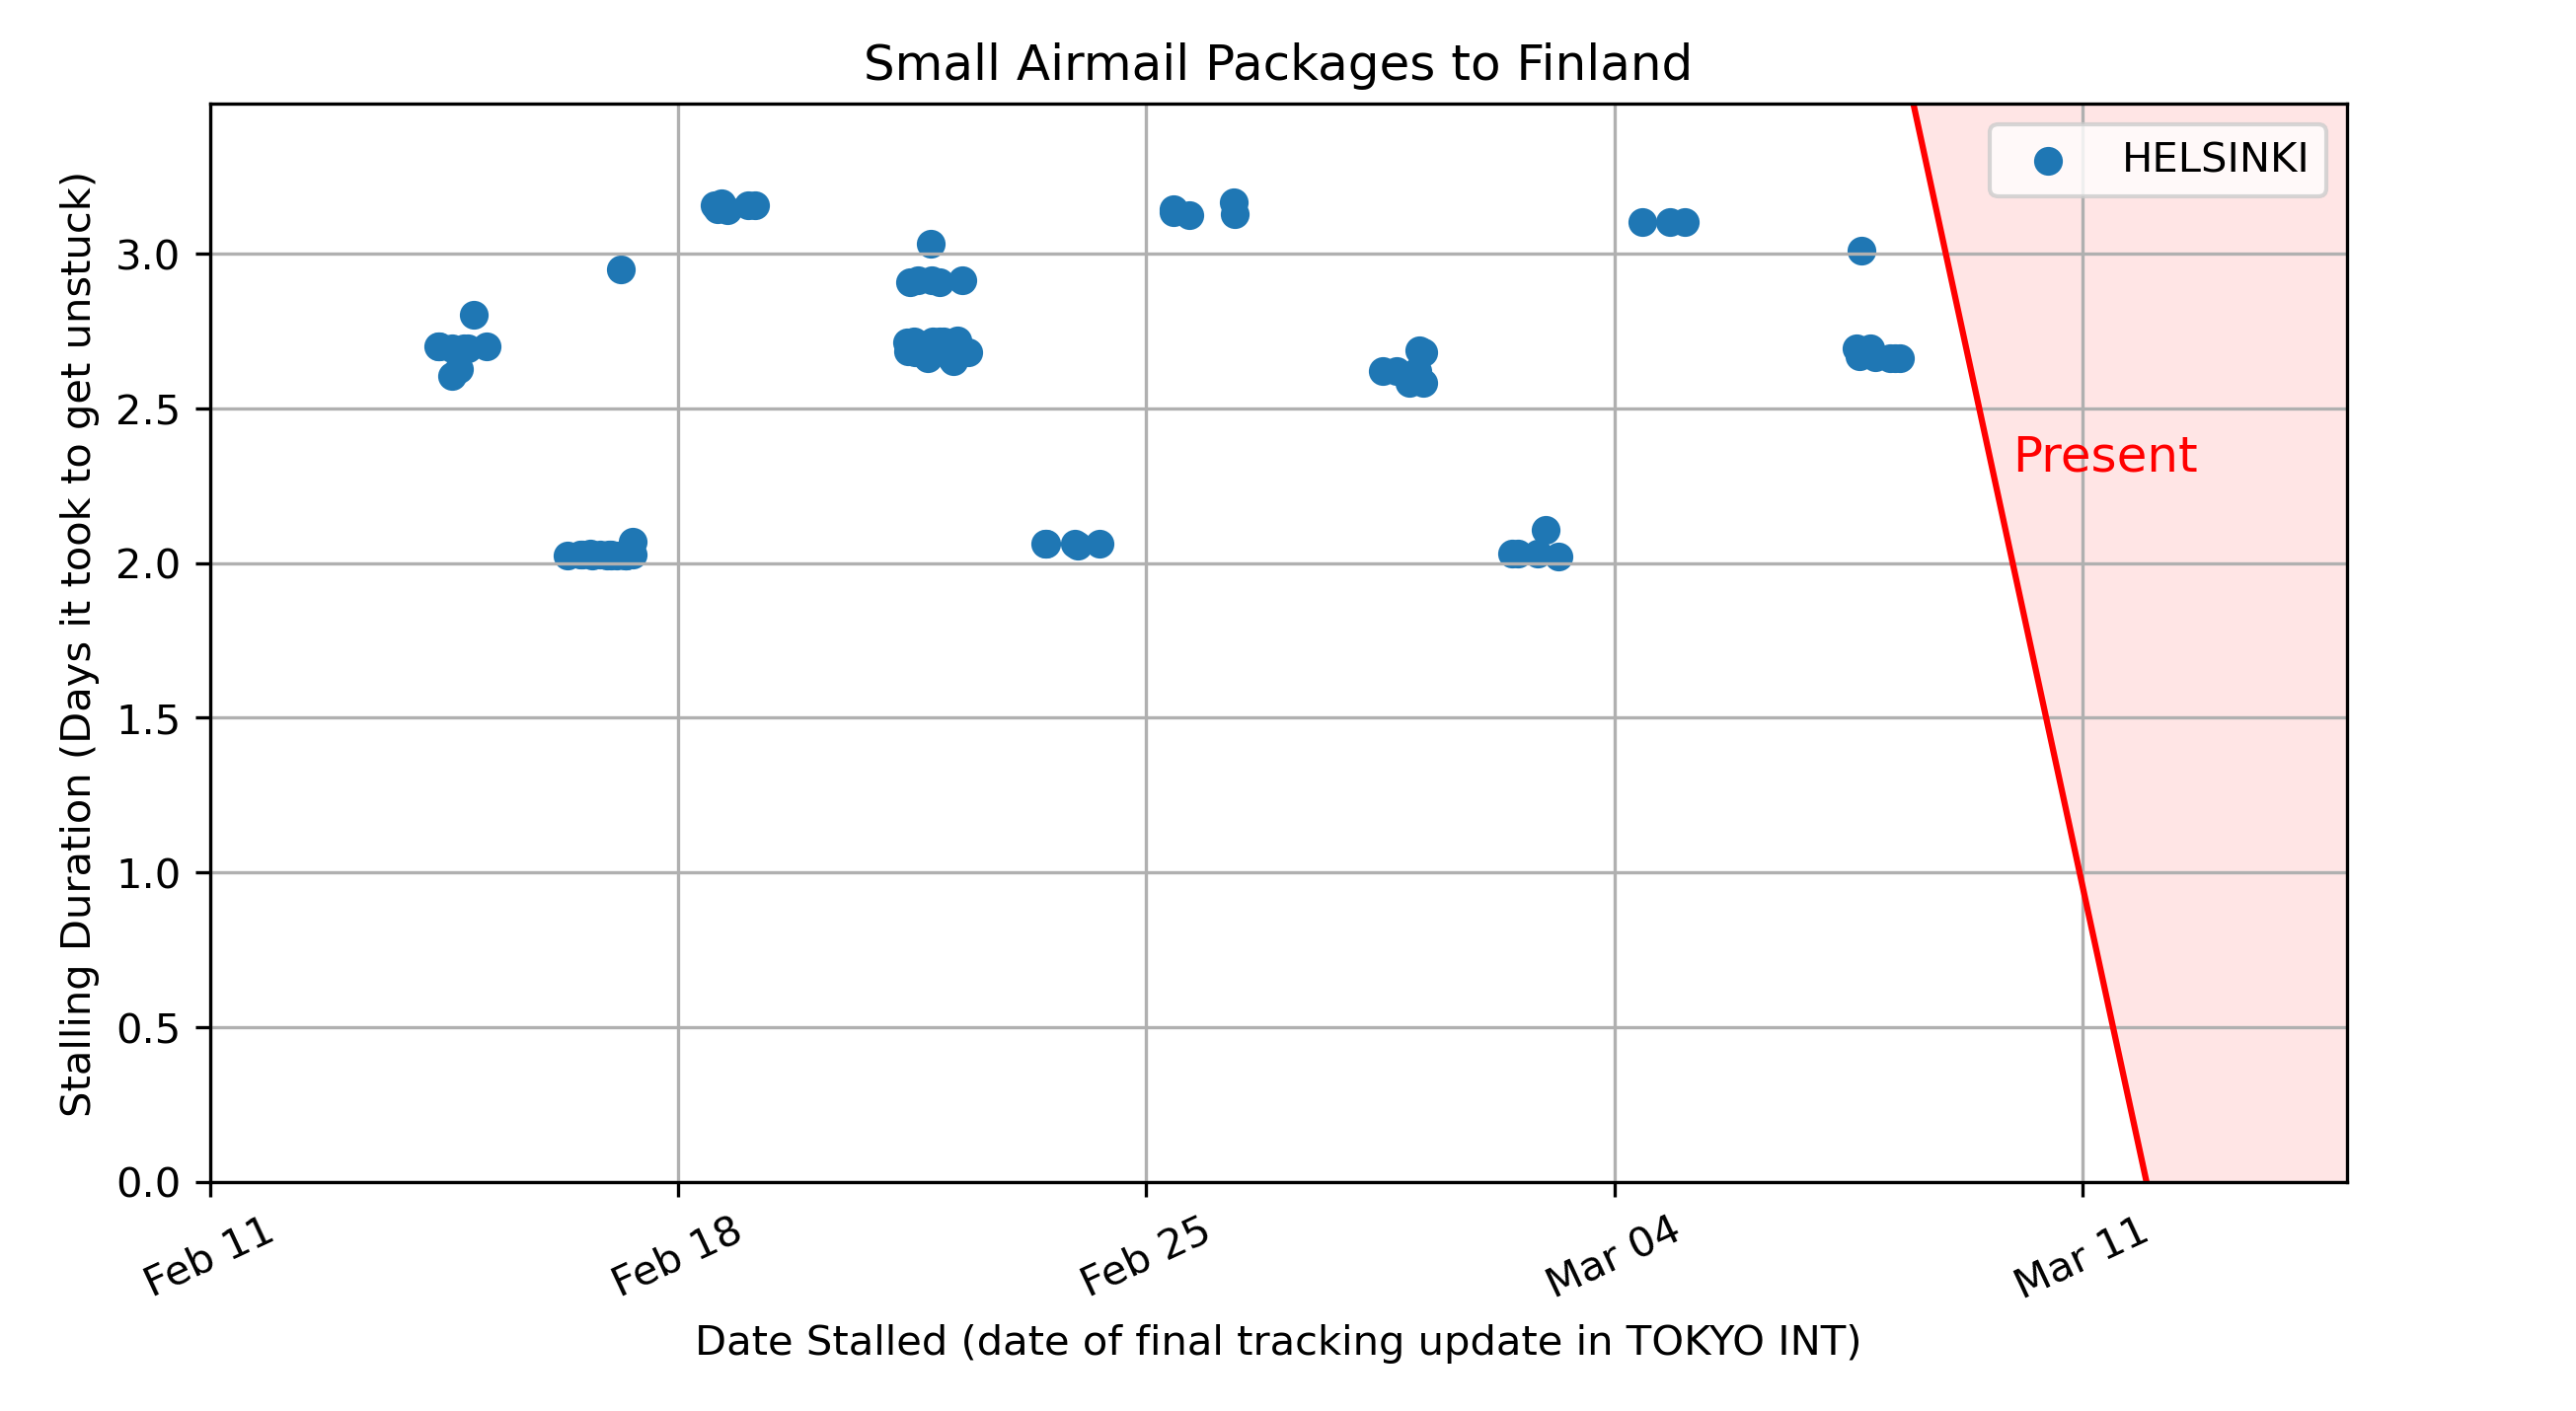 Small Airmail Packages to Finland
HELSINKI
Stalling Duration (Days it took to get unstuck)
3.0
2.5
2.0
1.5
1.0
0.5
0.0
Present
Feb 11
Feb 18
Feb 25
Mar 04
Mar 11
Date Stalled (date of final tracking update in TOKYO INT)